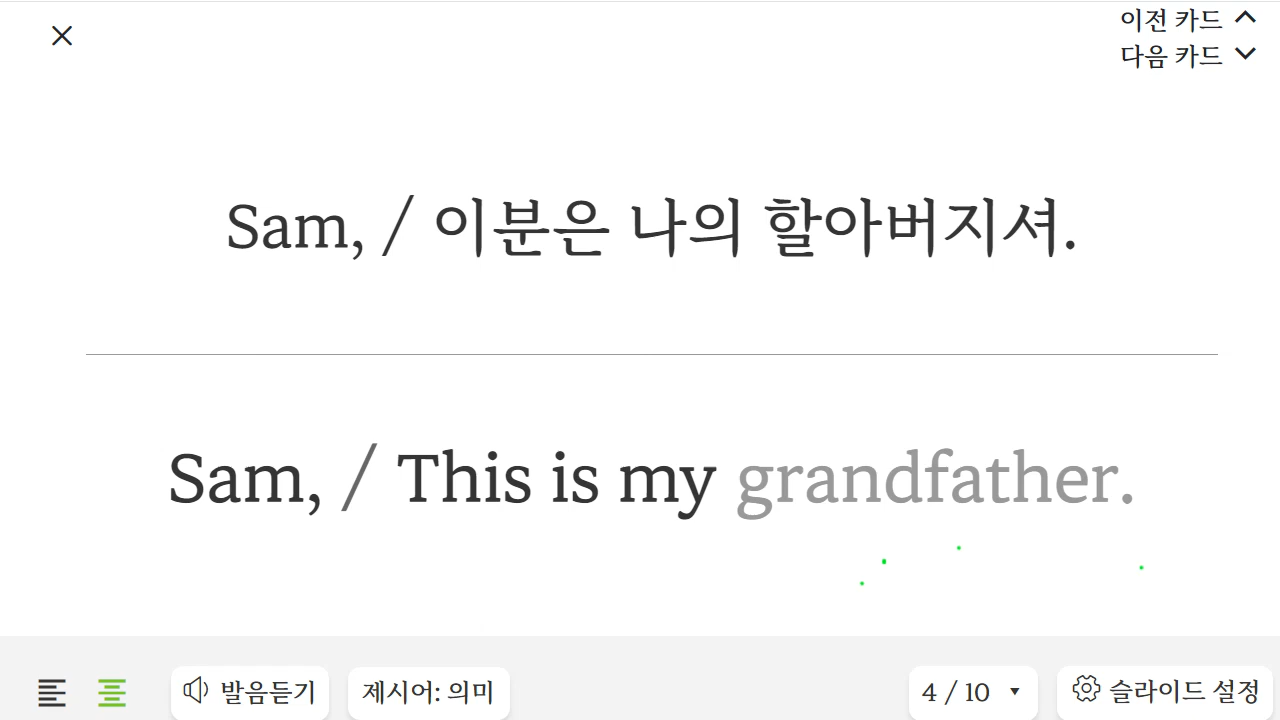 이전 카드
다음 카드
Sam, / 이분은 나의 할아버지셔.
Sam, / This is my grandfather.
발음듣기
제시어: 의미
4 / 10
슬라이드 설정